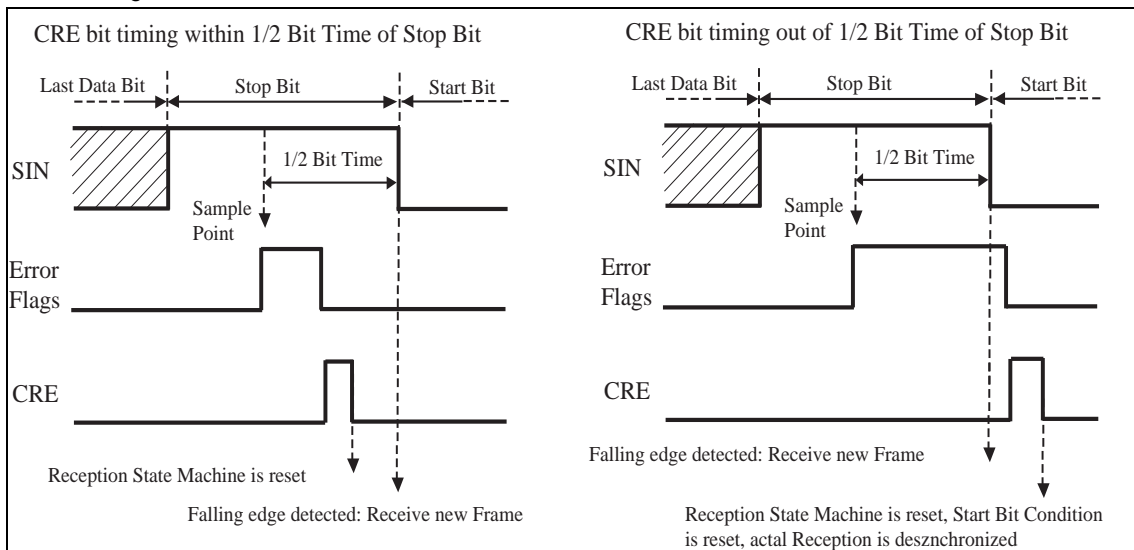 CRE bit timing within 1/2 Bit Time of Stop Bit
Last Data Bit
Stop Bit
Start Bit
SIN
1/2 Bit Time
Sample
Point
Error
Flags
CRE
Reception State Machine is reset
Falling edge detected: Receive new Frame
CRE bit timing out of 1/2 Bit Time of Stop Bit
Last Data Bit
Stop Bit
Start Bit
SIN
1/2 Bit Time
Sample
Point
Error
Flags
CRE
Falling edge detected: Receive new Frame
Reception State Machine is reset, Start Bit Condition
is reset, actal Reception is desznchronized